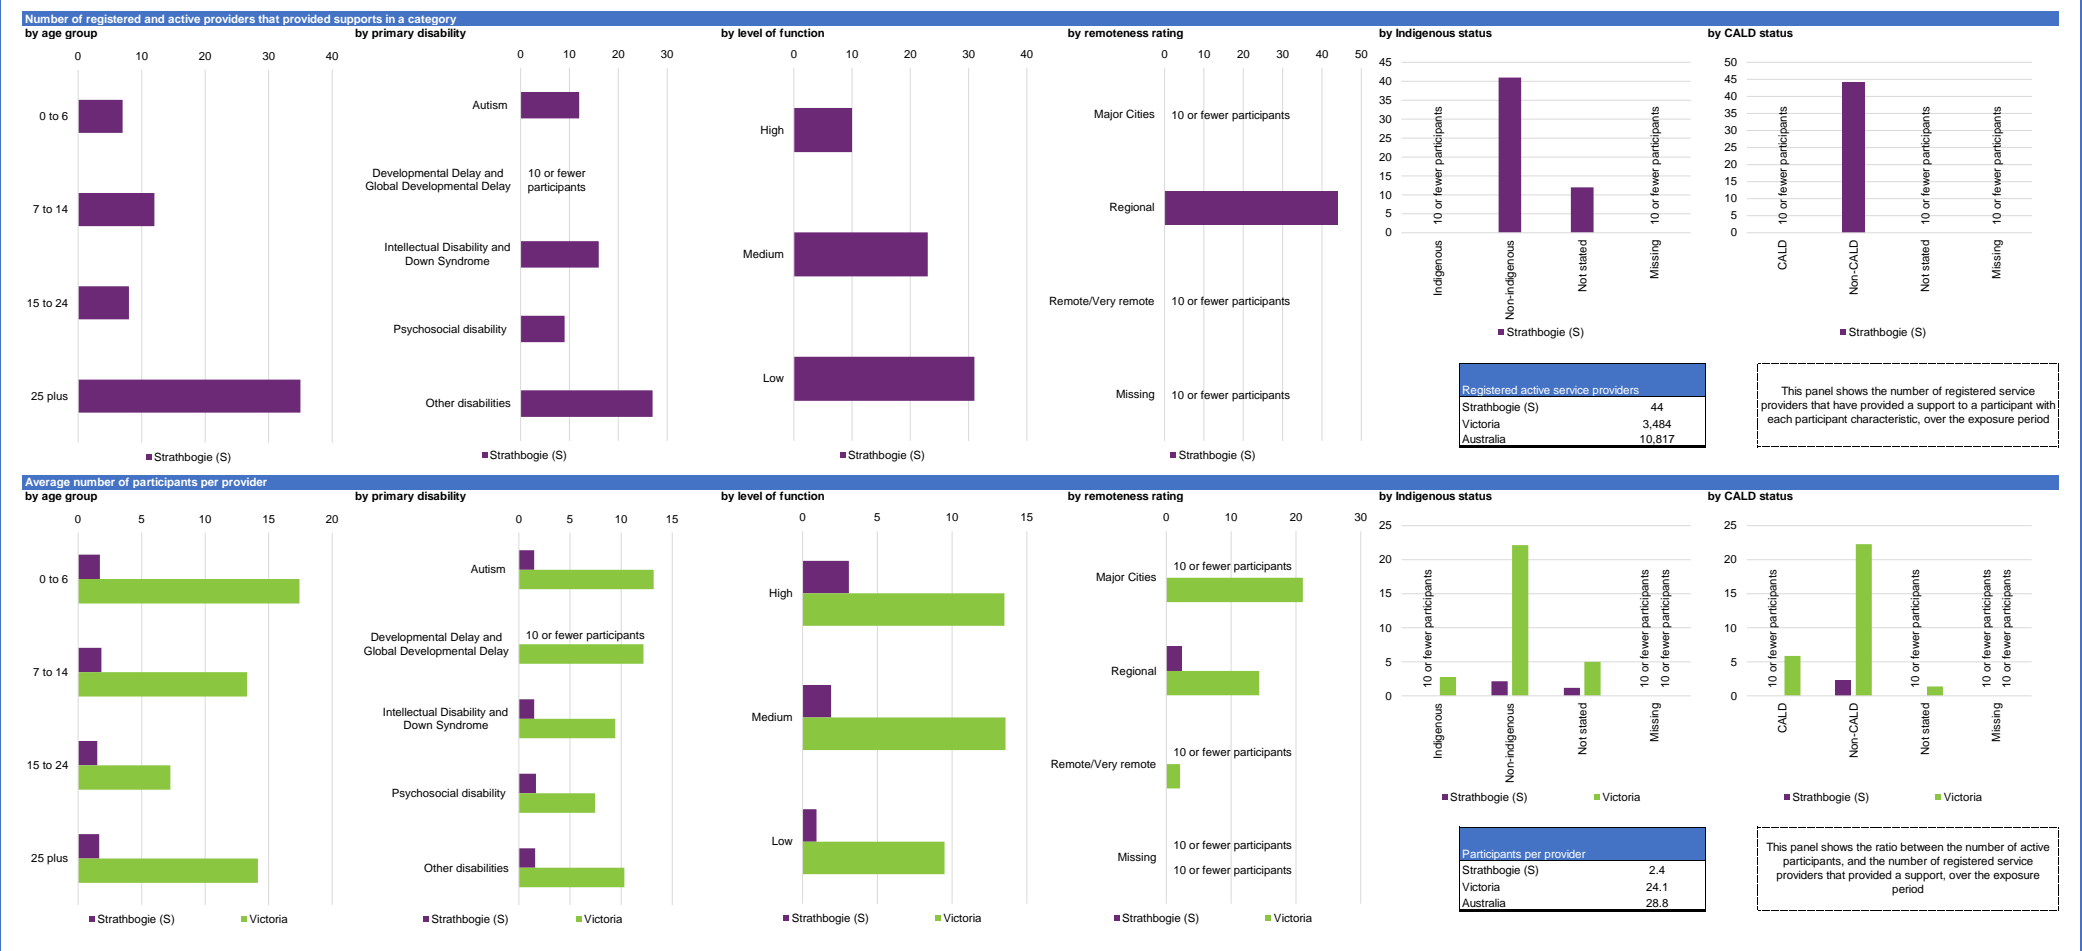 Number of registered and active providers that provided supports in a category
by age group
0 10 20 30 40
0 to 6
7 to 14
15 to 24
25 plus
Strathbogie (S)
by primary disability
0 10 20 30
Autism
Developmental Delay and
Global Developmental Delay
10 or fewer
participants
Intellectual Disability and
Down Syndrome
Psychosocial disability
Other disabilities
Strathbogie (S)
by level of function
0 10 20 30 40
High
Medium
Low
Strathbogie (S)
by remoteness rating
0 10 20 30 40 50
Major Cities
10 or fewer participants
Regional
Remote/Very remote
10 or fewer participants
Missing
10 or fewer participants
Strathbogie (S)
by Indigenous status
45
40
35
30
25
20
15
10
5
0
10 or fewer participants
10 or fewer participants
Indigenous
Non-indigenous
Not stated
Missing
Strathbogie (S)
by CALD status
50
45
40
35
30
25
20
15
10
5
0
10 or fewer participants
10 or fewer participants
10 or fewer participants
CALD
Non-CALD
Not stated
Missing
Strathbogie (S)
Registered active service providers
Strathbogie (S) 44
Victoria 3,484
Australia 10,817
This panel shows the number of registered service
providers that have provided a support to a participant with
each participant characteristic, over the exposure period
Average number of participants per provider
by age group
0 5 10 15 20
0 to 6
7 to 14
15 to 24
25 plus
Strathbogie (S) Victoria
by primary disability
0 5 10 15
Autism
Developmental Delay and
Global Developmental Delay
10 or fewer participants
Intellectual Disability and
Down Syndrome
Psychosocial disability
Other disabilities
Strathbogie (S) Victoria
by level of function
0 5 10 15
High
Medium
Low
Strathbogie (S) Victoria
by remoteness rating
0 10 20 30
Major Cities
10 or fewer participants
Regional
Remote/Very remote
10 or fewer participants
Missing
10 or fewer participants
10 or fewer participants
Strathbogie (S) Victoria
by Indigenous status
25
20
15
10
5
0
10 or fewer participants
10 or fewer participants
10 or fewer participants
Indigenous
Non-indigenous
Not stated
Missing
Strathbogie (S) Victoria
by CALD status
25
20
15
10
5
0
10 or fewer participants
10 or fewer participants
10 or fewer participants
10 or fewer participants
CALD
Non-CALD
Not stated
Missing
Strathbogie (S) Victoria
Participants per provider
Strathbogie (S) 2.4
Victoria 24.1
Australia 28.8
This panel shows the ratio between the number of active
participants, and the number of registered service
providers that provided a support, over the exposure
period